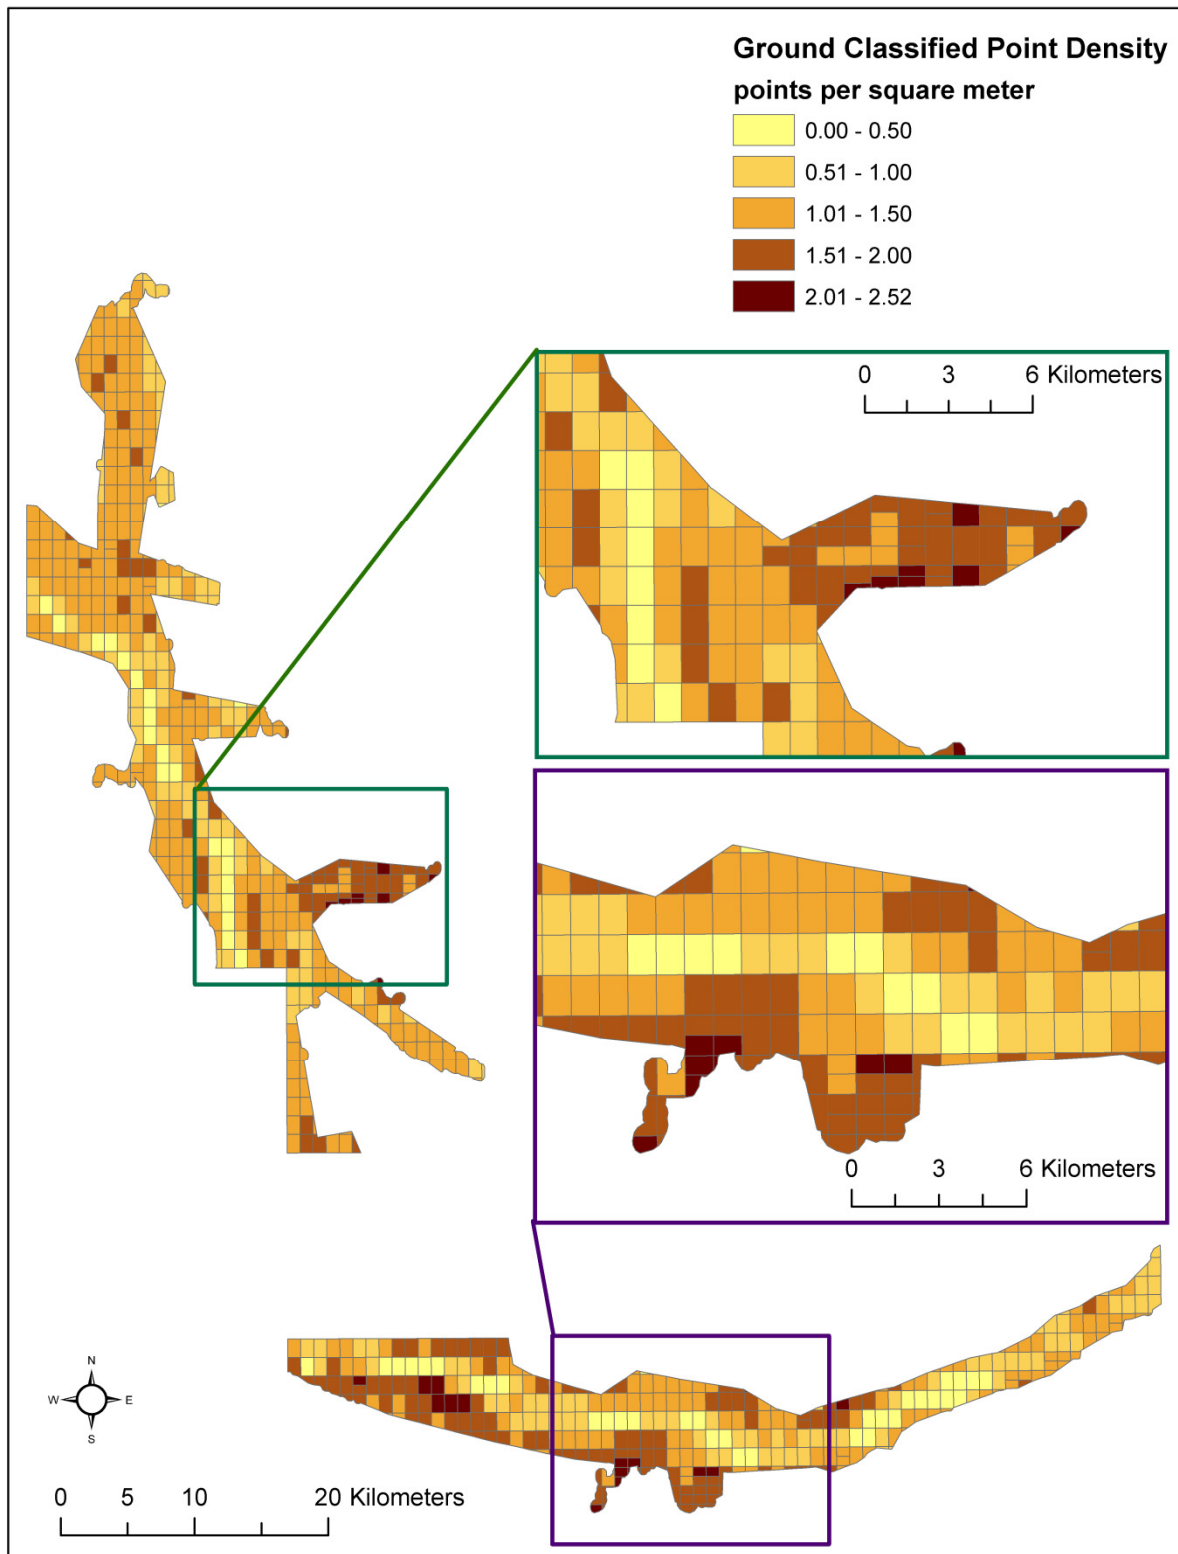 Ground Classified Point Density
points per square meter
0.00 - 0.50
0.51 - 1.00
1.01 - 1.50
1.51 - 2.00
2.01 - 2.52
0 3 6 Kilometers
0 3 6 Kilometers
N
W E
S
0 5 10 20 Kilometers